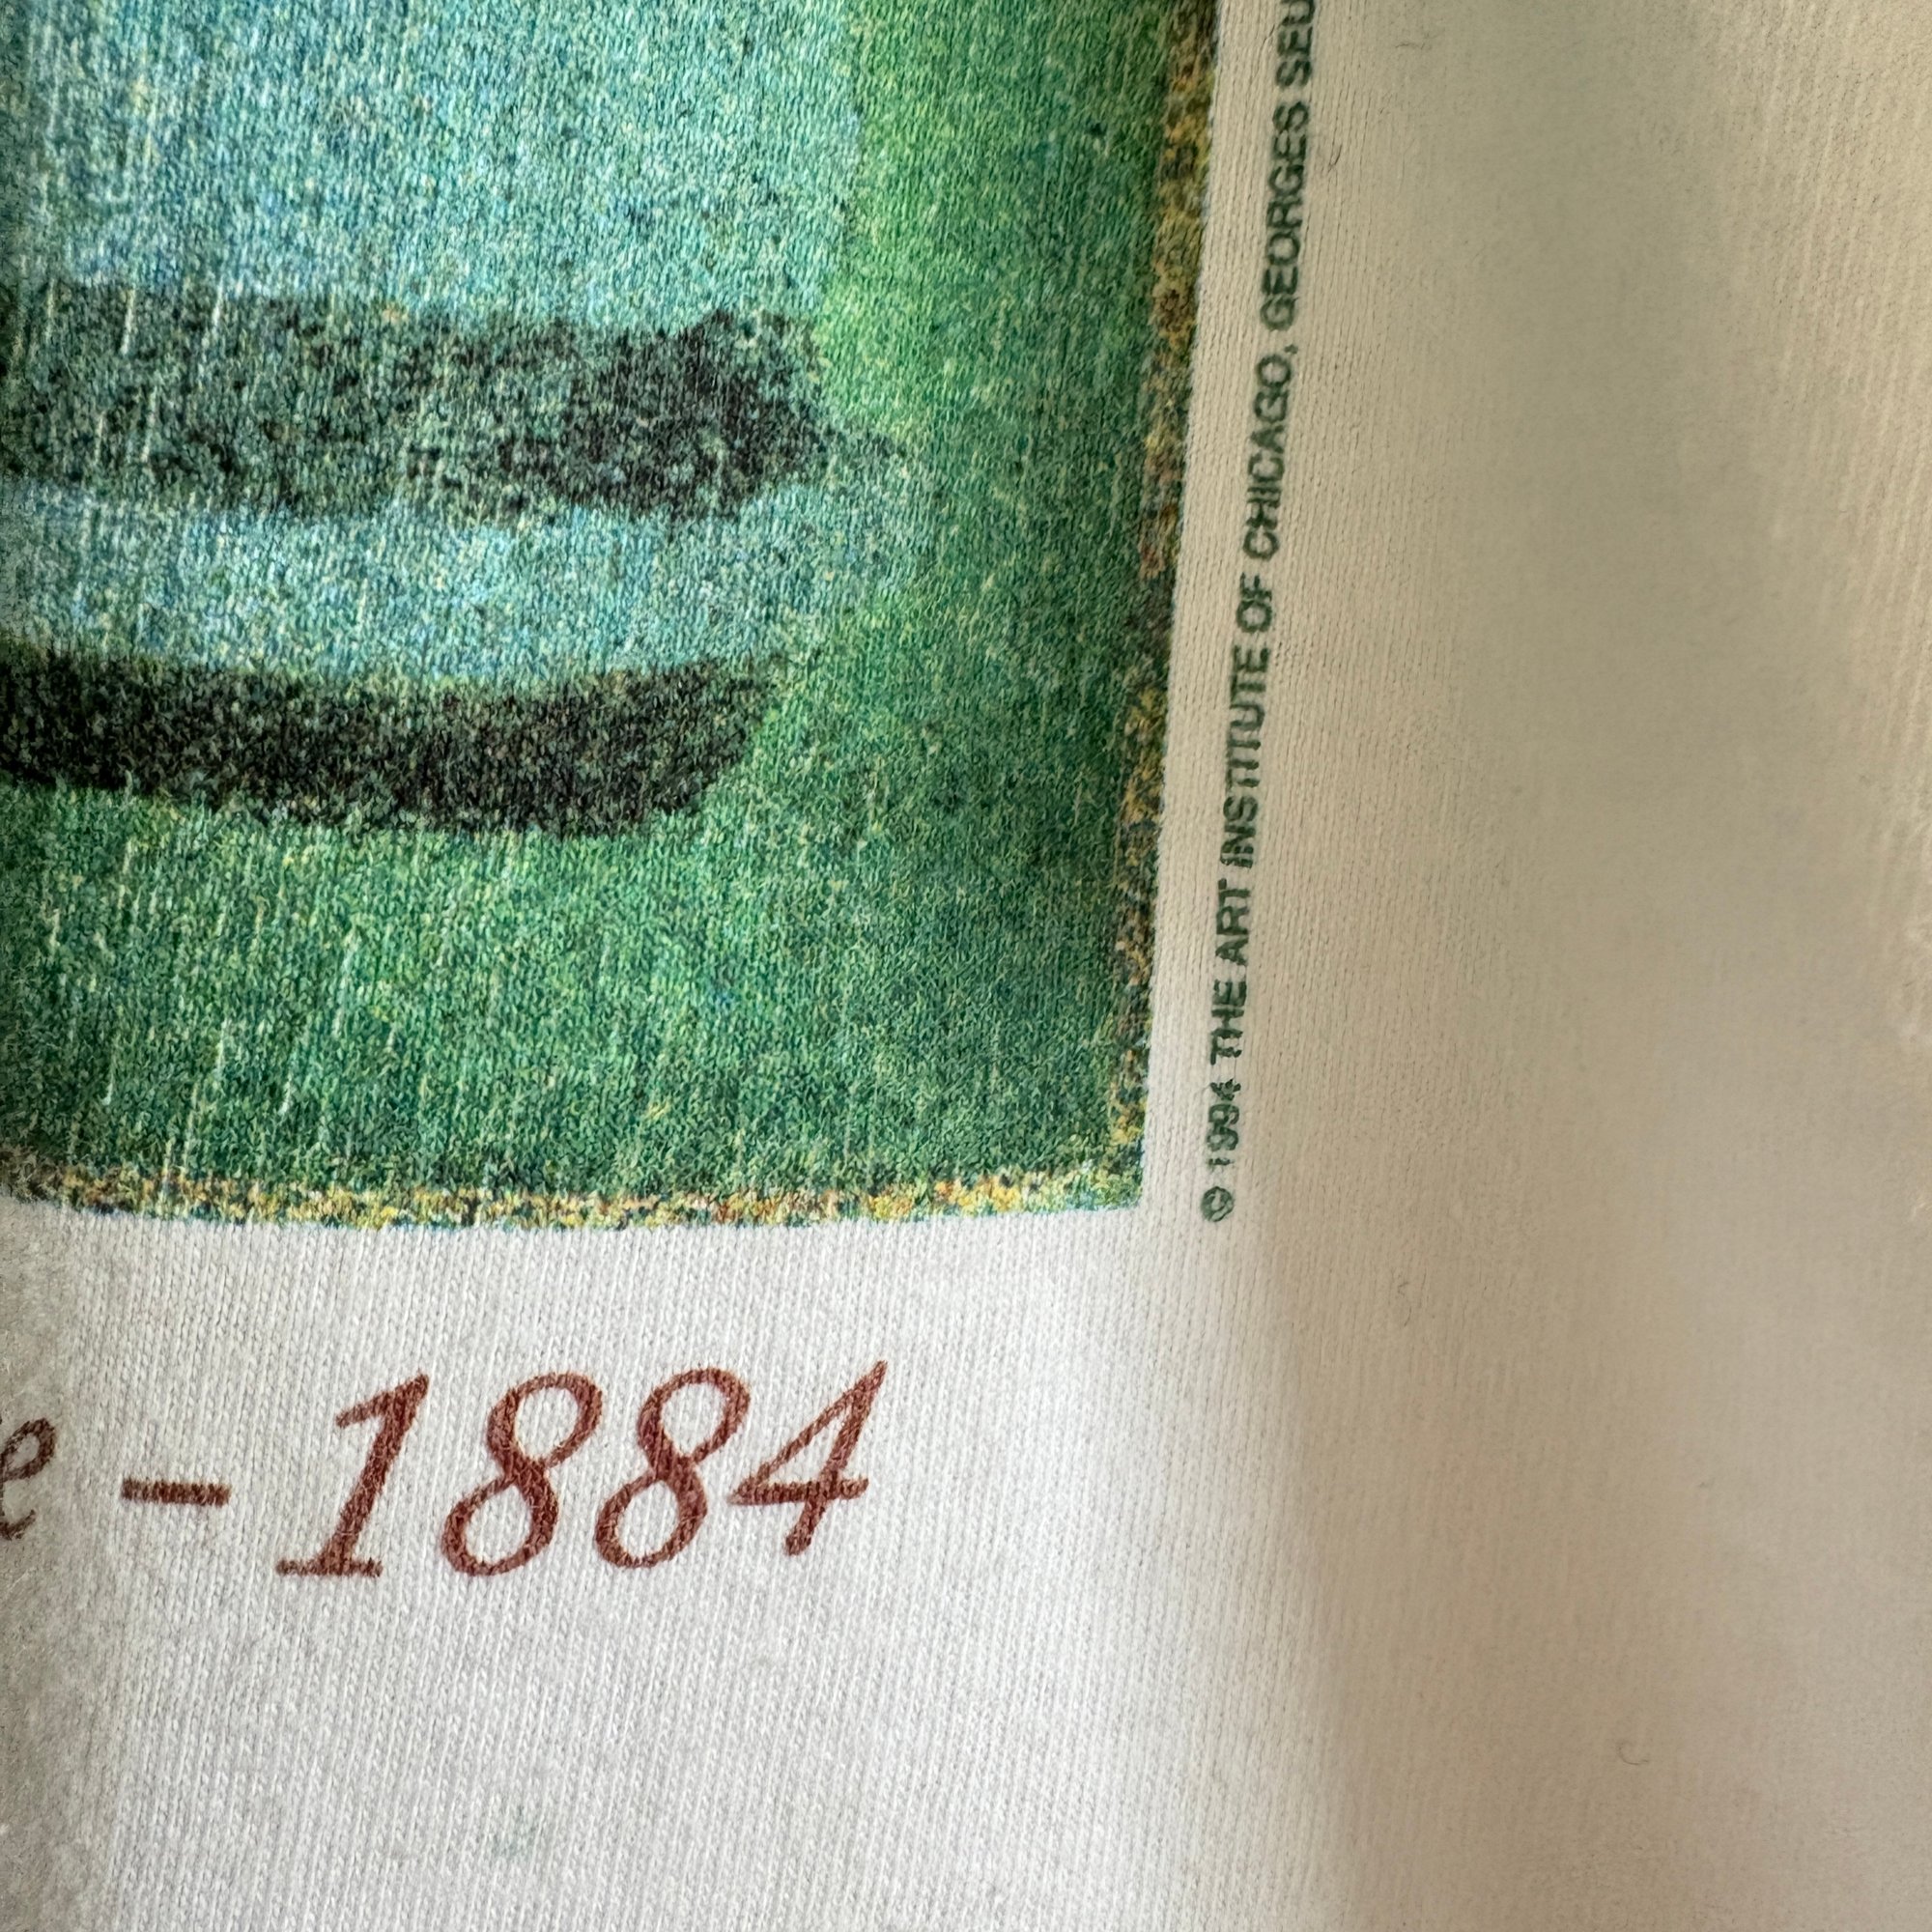 © 1994 THE ART INSTITUTE OF CHICAGO, GEORGES SEU
e – 1884